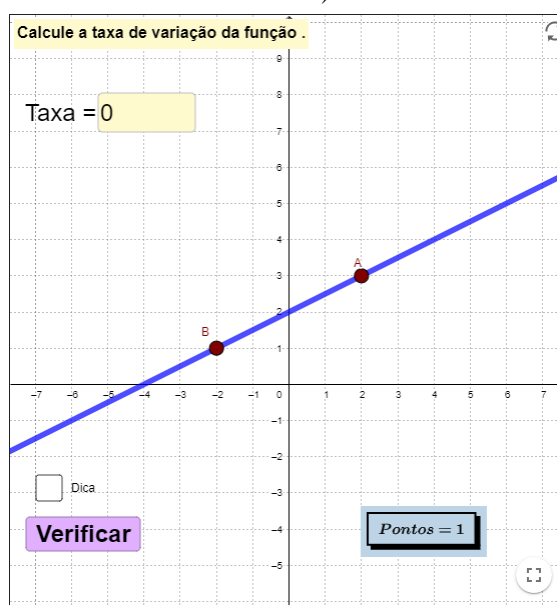 Calcule a taxa de variação da função .
Taxa = 0
9
8
7
6
5
4
3
2
1
A
B
–7 –6 –5 –4 –3 –2 –1 0 1 2 3 4 5 6 7
–1
–2
–3
–4
–5
Dica
Verificar
Pontos = 1